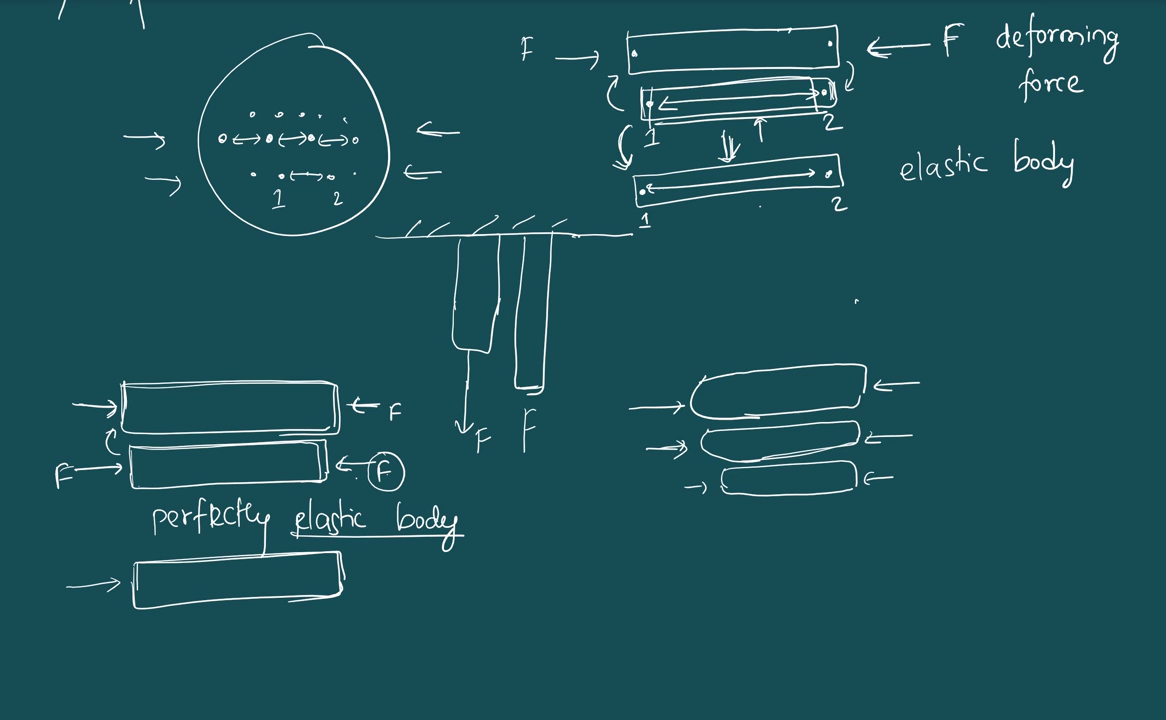 F
F deforming
force
1 2
1 2
elastic body
1 2
F F
F
F F
perfectly elastic body